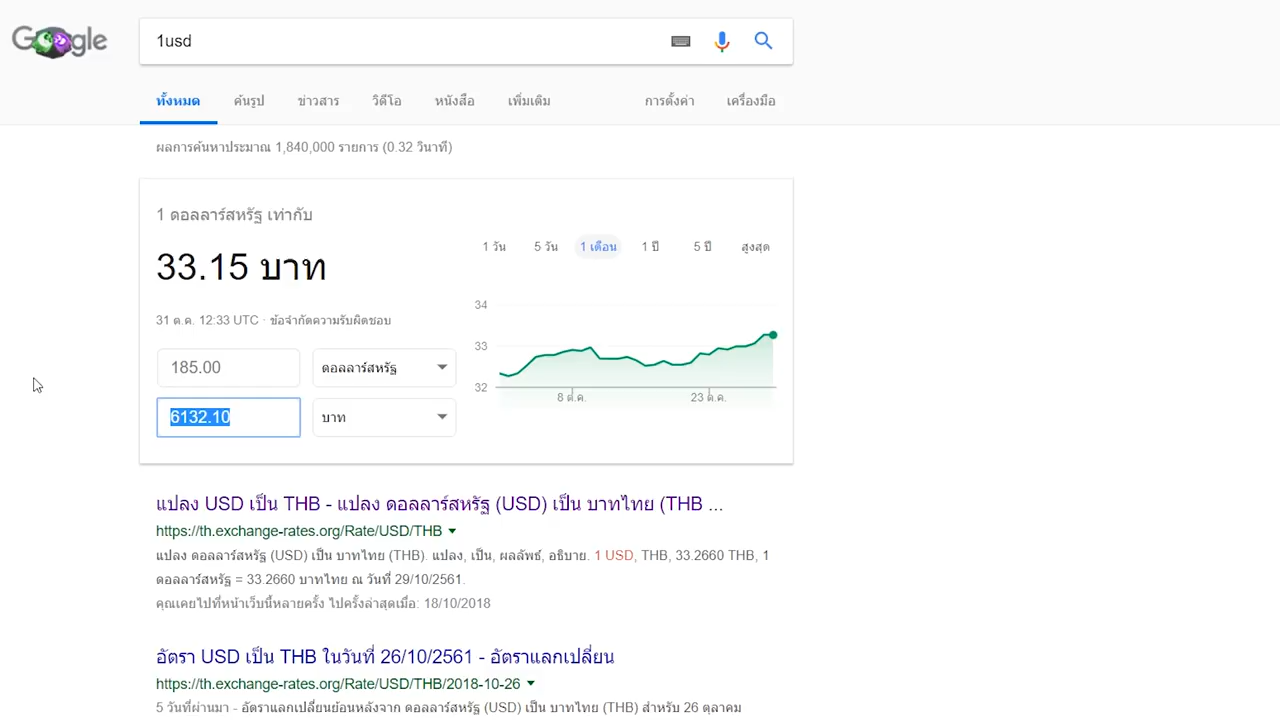 Google
1usd
ทั้งหมด ค้นรูป ข่าวสาร วิดีโอ หนังสือ เพิ่มเติม การตั้งค่า เครื่องมือ
ผลการค้นหาประมาณ 1,840,000 รายการ (0.32 วินาที)
1 ดอลลาร์สหรัฐ เท่ากับ
33.15 บาท
31 ต.ค. 12:33 UTC · ข้อจำกัดความรับผิดชอบ
185.00 ดอลลาร์สหรัฐ
6132.10 บาท
1 วัน 5 วัน 1 เดือน 1 ปี 5 ปี สูงสุด
34
33
32
8 ต.ค. 23 ต.ค.
แปลง USD เป็น THB - แปลง ดอลลาร์สหรัฐ (USD) เป็น บาทไทย (THB ...
https://th.exchange-rates.org/Rate/USD/THB
แปลง ดอลลาร์สหรัฐ (USD) เป็น บาทไทย (THB). แปลง, เป็น, ผลลัพธ์, อธิบาย. 1 USD, THB, 33.2660 THB, 1
ดอลลาร์สหรัฐ = 33.2660 บาทไทย ณ วันที่ 29/10/2561.
คุณเคยไปที่หน้าเว็บนี้หลายครั้ง ไปครั้งล่าสุดเมื่อ: 18/10/2018
อัตรา USD เป็น THB ในวันที่ 26/10/2561 - อัตราแลกเปลี่ยน
https://th.exchange-rates.org/Rate/USD/THB/2018-10-26
5 วันที่ผ่านมา - อัตราแลกเปลี่ยนย้อนหลังจาก ดอลลาร์สหรัฐ (USD) เป็น บาทไทย (THB) สำหรับ 26 ตุลาคม